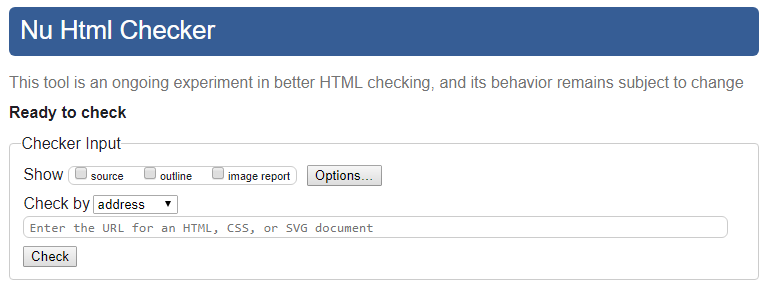 Nu Html Checker
This tool is an ongoing experiment in better HTML checking, and its behavior remains subject to change
Ready to check
Checker Input
Show source outline image report Options...
Check by address
Enter the URL for an HTML, CSS, or SVG document
Check